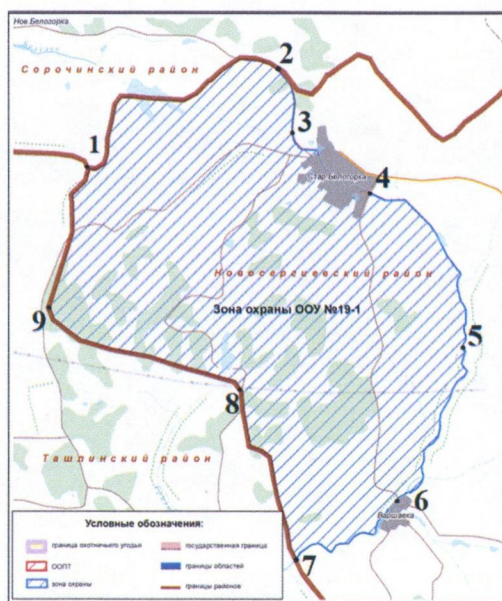 Нов Белогорка
Сорочинский район
2
3
1
Стар Белогорка
4
Новосергиевский район
Зона охраны ООУ №19-1
9
5
8
Ташлинский район
6
Варшавка
7
Условные обозначения:
граница охотничьего угодья
государственная граница
ООПТ
границы областей
зона охраны
границы районов